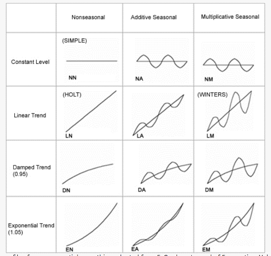 Nonseasonal Additive Seasonal Multiplicative Seasonal
Constant Level (SIMPLE)
NN NA NM
Linear Trend (HOLT) (WINTERS)
LN LA LM
Damped Trend
(0.95)
DN DA DM
Exponential Trend
(1.05)
EN EA EM